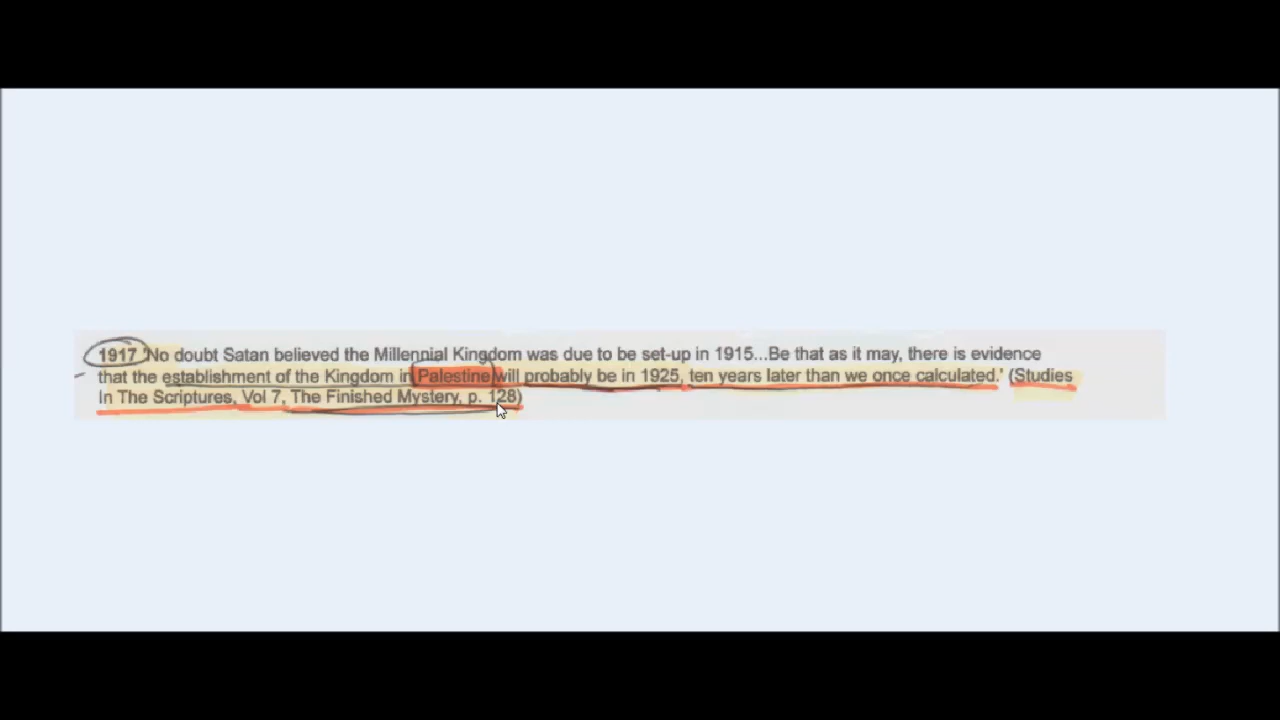 1917 'No doubt Satan believed the Millennial Kingdom was due to be set-up in 1915...Be that as it may, there is evidence
that the establishment of the Kingdom in Palestine will probably be in 1925, ten years later than we once calculated.' (Studies
In The Scriptures, Vol 7, The Finished Mystery, p. 128)